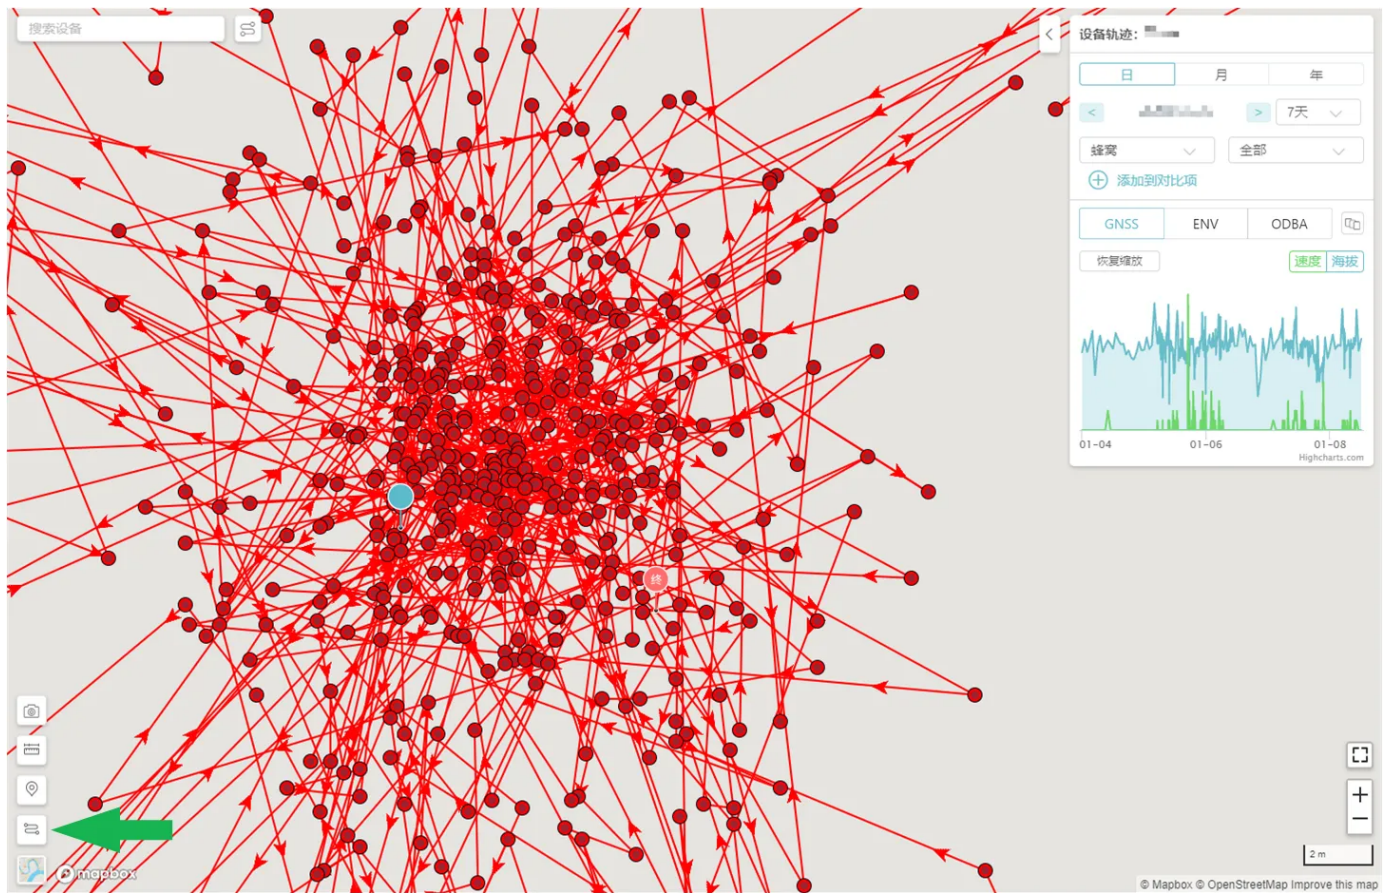 搜索设备
设备轨迹：
日 月 年
< > 7天
蜂窝 全部
添加到对比项
GNSS ENV ODBA
恢复缩放 速度 海拔
01-04 01-06 01-08
Highcharts.com
终
+
−
2 m
mapbox
© Mapbox © OpenStreetMap Improve this map